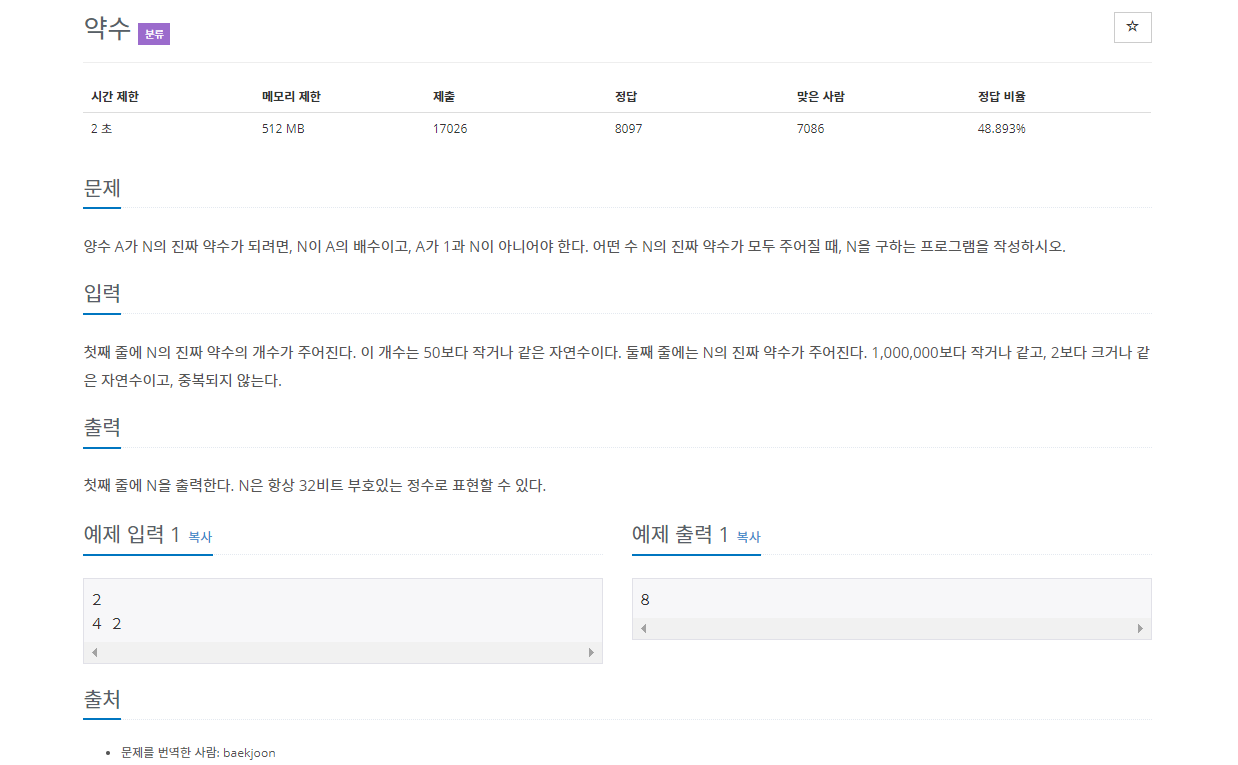 약수 분류
☆
시간 제한 메모리 제한 제출 정답 맞은 사람 정답 비율
2 초 512 MB 17026 8097 7086 48.893%
문제
양수 A가 N의 진짜 약수가 되려면, N이 A의 배수이고, A가 1과 N이 아니어야 한다. 어떤 수 N의 진짜 약수가 모두 주어질 때, N을 구하는 프로그램을 작성하시오.
입력
첫째 줄에 N의 진짜 약수의 개수가 주어진다. 이 개수는 50보다 작거나 같은 자연수이다. 둘째 줄에는 N의 진짜 약수가 주어진다. 1,000,000보다 작거나 같고, 2보다 크거나 같
은 자연수이고, 중복되지 않는다.
출력
첫째 줄에 N을 출력한다. N은 항상 32비트 부호있는 정수로 표현할 수 있다.
예제 입력 1 복사
2
4 2
예제 출력 1 복사
8
출처
• 문제를 번역한 사람: baekjoon